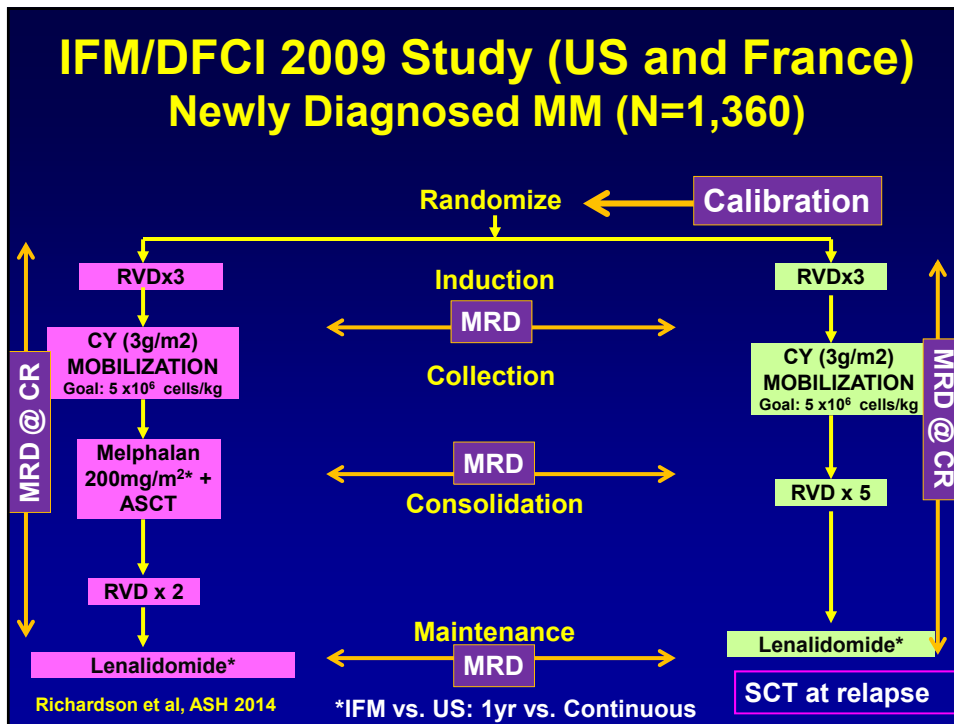 IFM/DFCI 2009 Study (US and France)
Newly Diagnosed MM (N=1,360)
Randomize
Calibration
RVDx3
Induction
RVDx3
MRD
CY (3g/m2)
MOBILIZATION
Goal: 5 x10⁶ cells/kg
Collection
CY (3g/m2)
MOBILIZATION
Goal: 5 x10⁶ cells/kg
MRD @ CR
MRD @ CR
Melphalan
200mg/m²* +
ASCT
MRD
Consolidation
RVD x 5
RVD x 2
Maintenance
MRD
Lenalidomide*
Lenalidomide*
SCT at relapse
Richardson et al, ASH 2014
*IFM vs. US: 1yr vs. Continuous